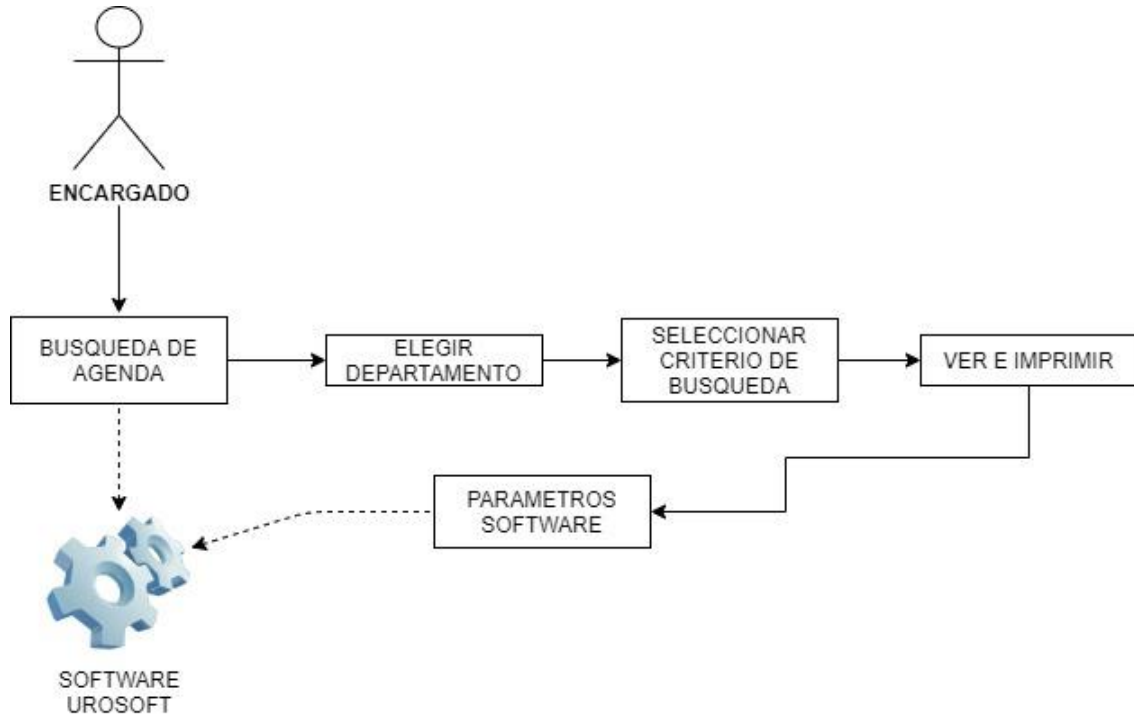 ENCARGADO
BUSQUEDA DE
AGENDA
ELEGIR
DEPARTAMENTO
SELECCIONAR
CRITERIO DE
BUSQUEDA
VER E IMPRIMIR
PARAMETROS
SOFTWARE
SOFTWARE
UROSOFT